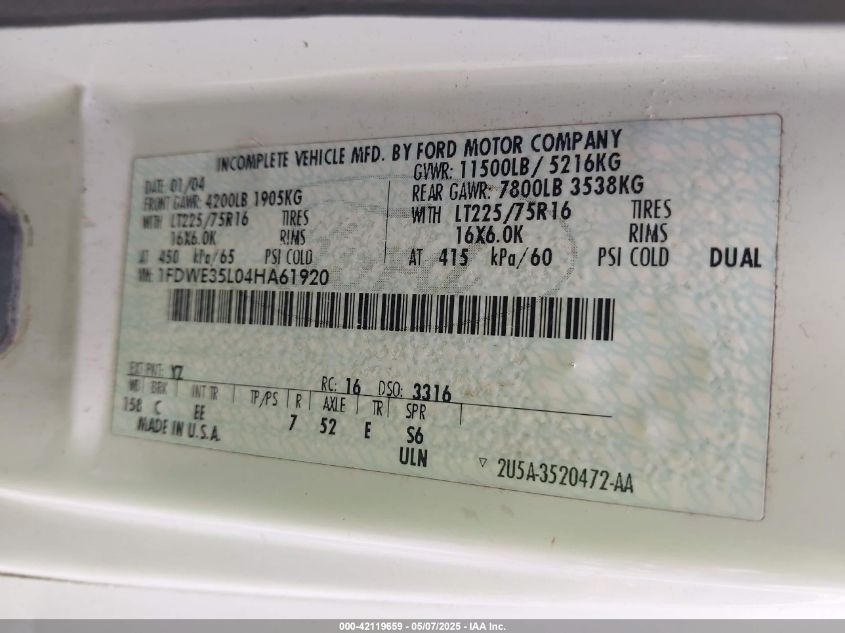 INCOMPLETE VEHICLE MFD. BY FORD MOTOR COMPANY
DATE 01/04 GVWR: 11500LB / 5216KG
FRONT GAWR: 4200LB 1905KG REAR GAWR: 7800LB 3538KG
WITH LT225/75R16 TIRES WITH LT225/75R16 TIRES
16X6.0K RIMS 16X6.0K RIMS
AT 450 kPa/65 PSI COLD AT 415 kPa/60 PSI COLD DUAL
VIN: 1FDWE35L04HA61920
EXT PNT: YZ RC: 16 DSO: 3316
WB BRK INT TR TP/PS R AXLE TR SPR
158 C EE 7 52 E S6
MADE IN U.S.A. ULN
▽ 2U5A-3520472-AA
000-42119659 - 05/07/2025 - IAA Inc.